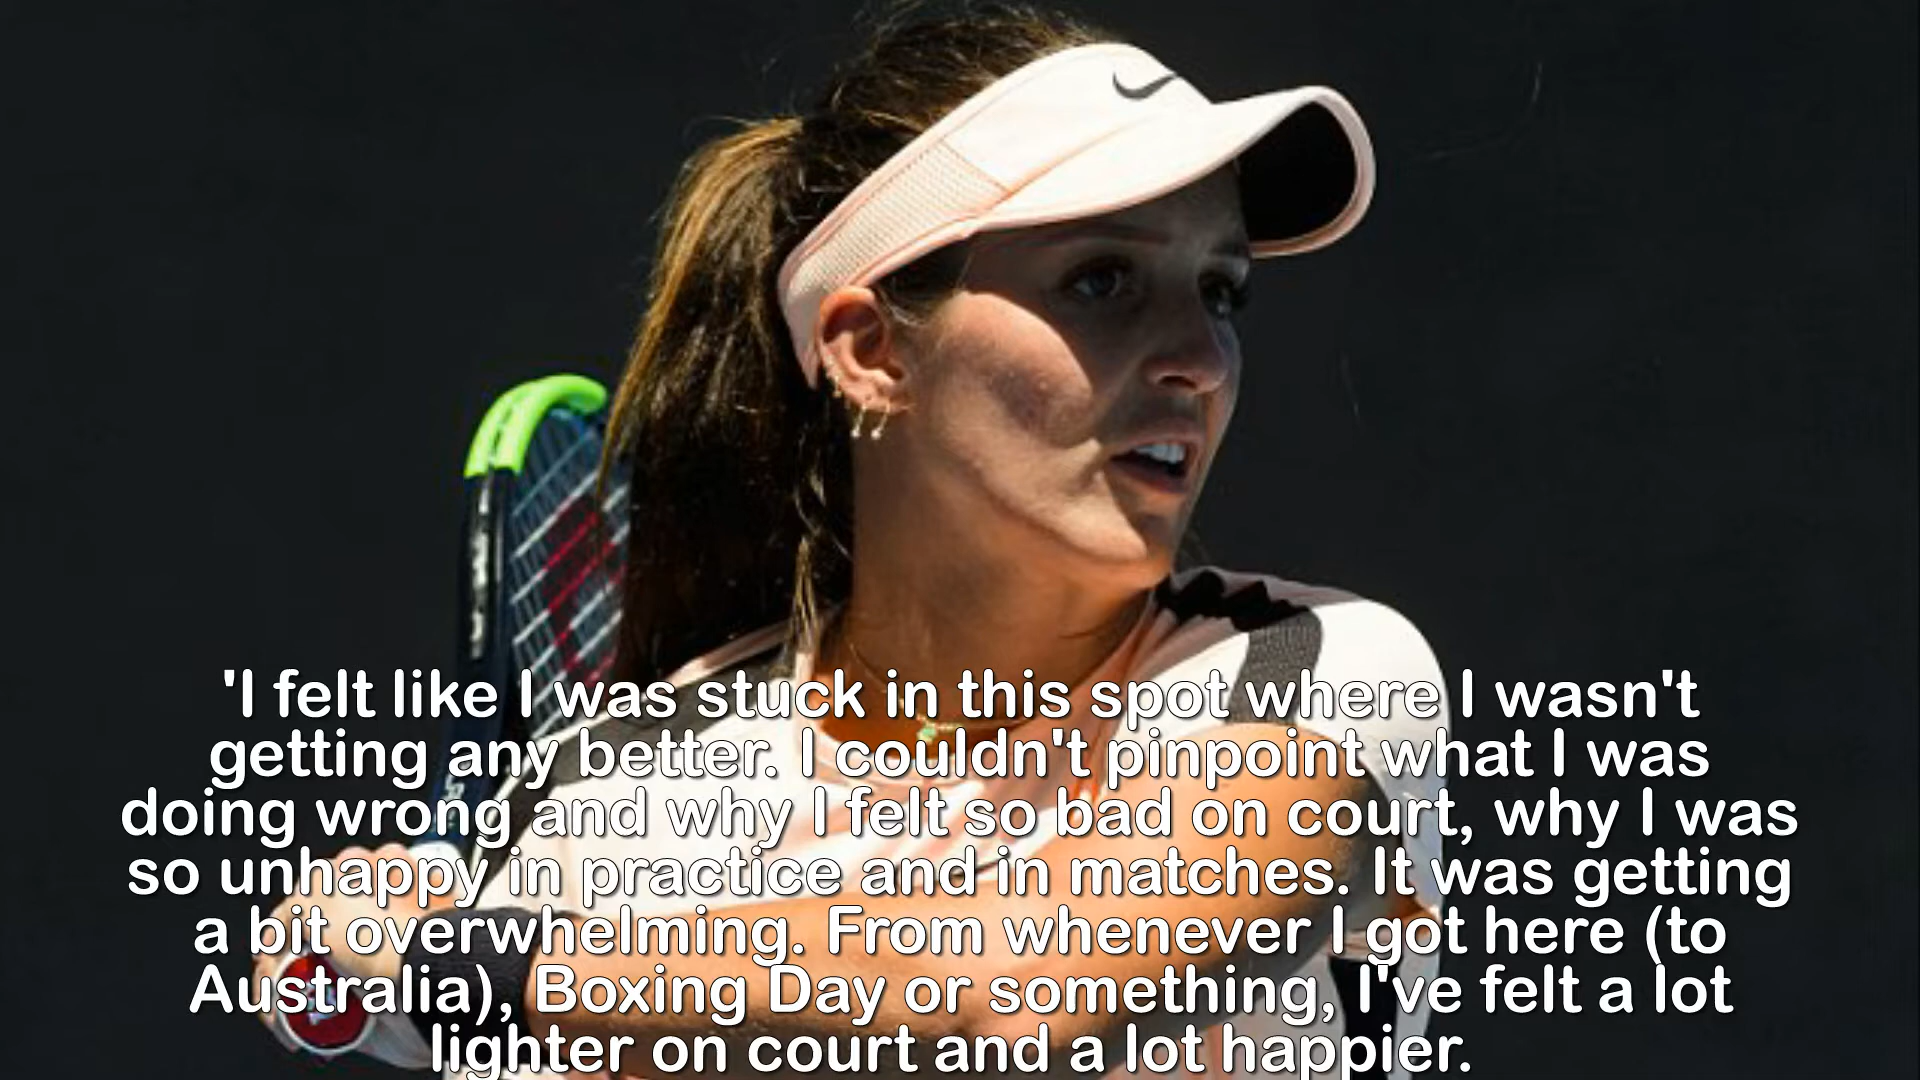 'I felt like I was stuck in this spot where I wasn't
getting any better. I couldn't pinpoint what I was
doing wrong and why I felt so bad on court, why I was
so unhappy in practice and in matches. It was getting
a bit overwhelming. From whenever I got here (to
Australia), Boxing Day or something, I've felt a lot
lighter on court and a lot happier.